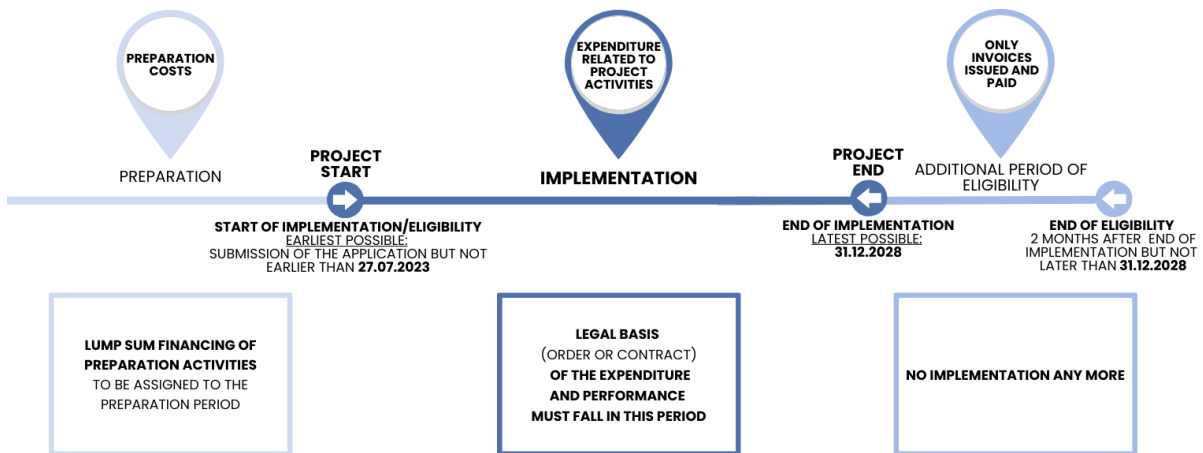 PREPARATION
COSTS
EXPENDITURE
RELATED TO
PROJECT
ACTIVITIES
ONLY
INVOICES
ISSUED AND
PAID
PREPARATION
PROJECT
START
IMPLEMENTATION
PROJECT
END
ADDITIONAL PERIOD OF
ELIGIBILITY
START OF IMPLEMENTATION/ELIGIBILITY
EARLIEST POSSIBLE:
SUBMISSION OF THE APPLICATION BUT NOT
EARLIER THAN 27.07.2023
END OF IMPLEMENTATION
LATEST POSSIBLE:
31.12.2028
END OF ELIGIBILITY
2 MONTHS AFTER END OF
IMPLEMENTATION BUT NOT
LATER THAN 31.12.2028
LUMP SUM FINANCING OF
PREPARATION ACTIVITIES
TO BE ASSIGNED TO THE
PREPARATION PERIOD
LEGAL BASIS
(ORDER OR CONTRACT)
OF THE EXPENDITURE
AND PERFORMANCE
MUST FALL IN THIS PERIOD
NO IMPLEMENTATION ANY MORE